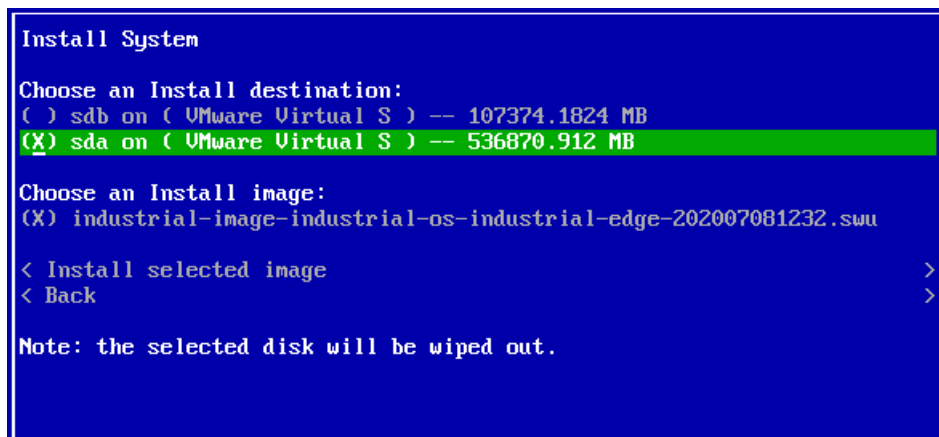 Install System
Choose an Install destination:
( ) sdb on ( VMware Virtual S ) -- 107374.1824 MB
(X) sda on ( VMware Virtual S ) -- 536870.912 MB
Choose an Install image:
(X) industrial-image-industrial-os-industrial-edge-202007081232.swu
< Install selected image >
< Back >
Note: the selected disk will be wiped out.